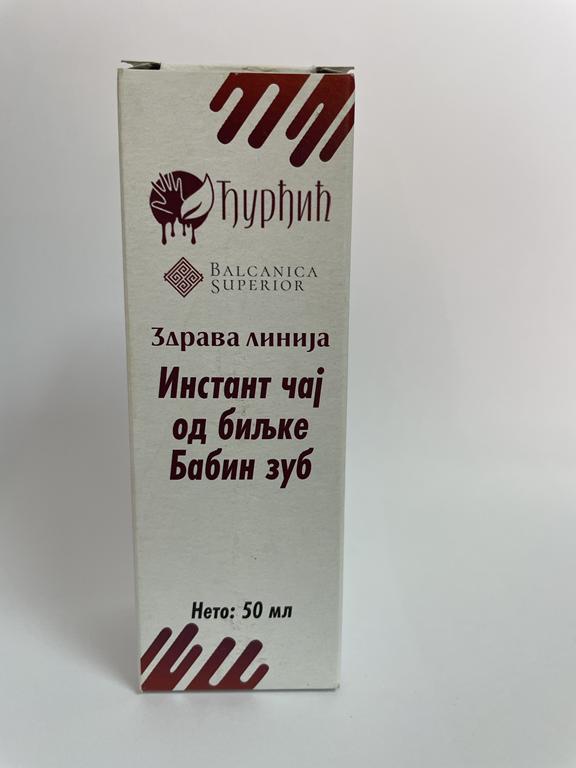 Ђурђић
BALCANICA
SUPERIOR
Здрава линија
Инстант чај
од биљке
Бабин зуб
Нето: 50 мл